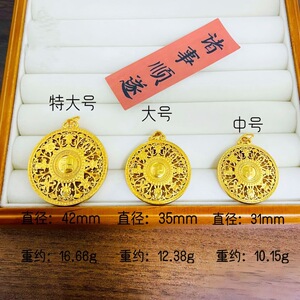 诸事顺遂
特大号 大号 中号
直径: 42mm 直径: 35mm 直径: 31mm
重约: 16.66g 重约: 12.38g 重约: 10.15g